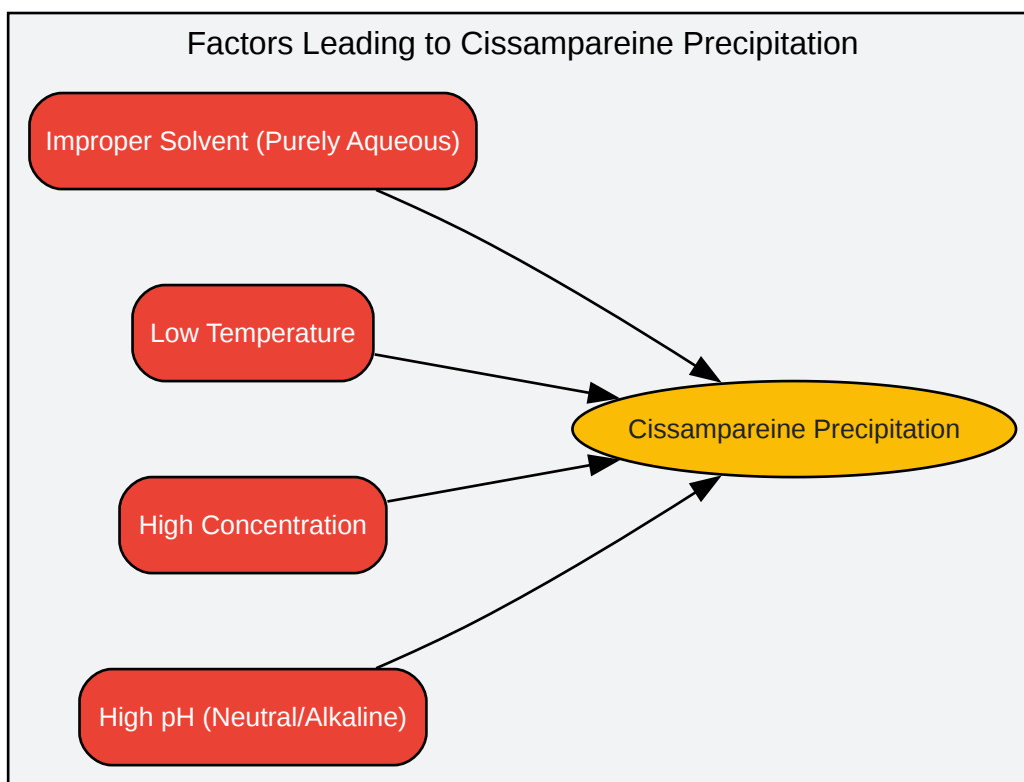 Factors Leading to Cissampareine Precipitation
Improper Solvent (Purely Aqueous)
Low Temperature
Cissampareine Precipitation
High Concentration
High pH (Neutral/Alkaline)